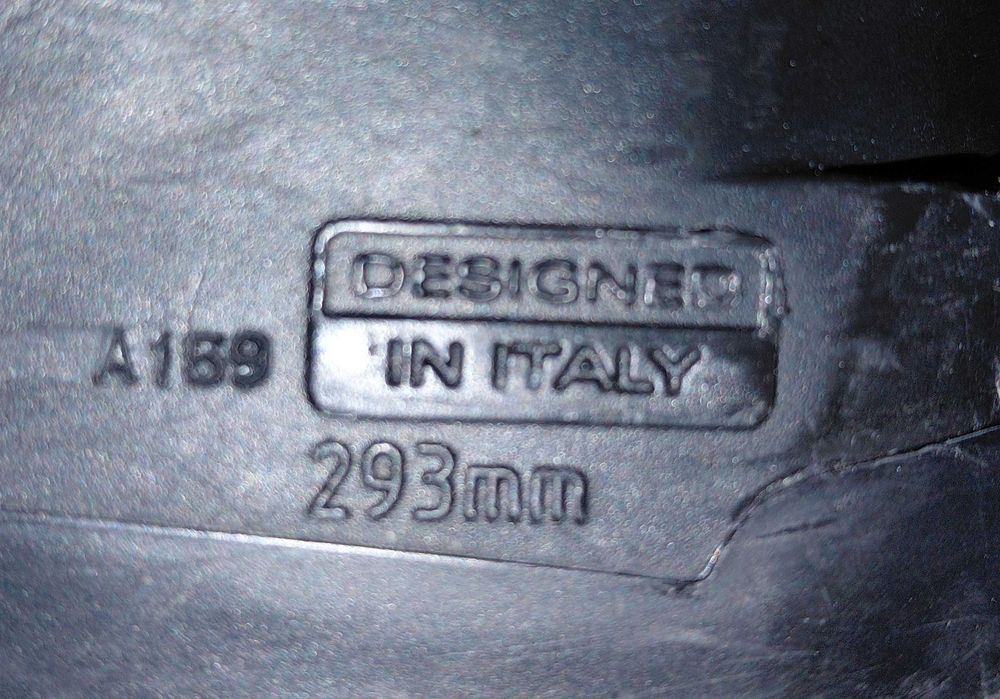 DESIGNED
IN ITALY
A169
293mm